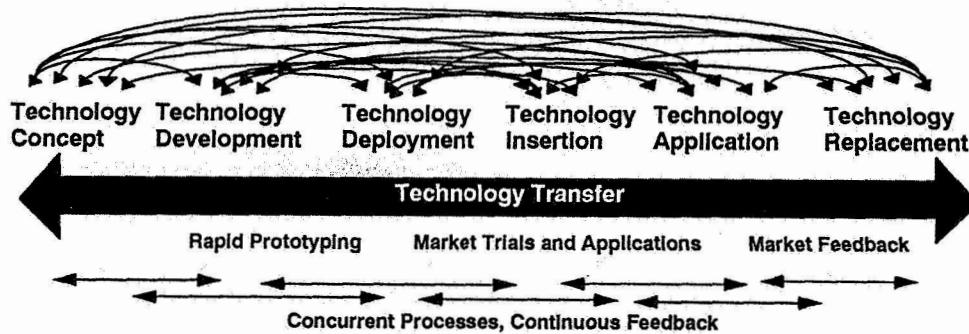 Technology Concept
Technology Development
Technology Deployment
Technology Insertion
Technology Application
Technology Replacement
Technology Transfer
Rapid Prototyping
Market Trials and Applications
Market Feedback
Concurrent Processes, Continuous Feedback